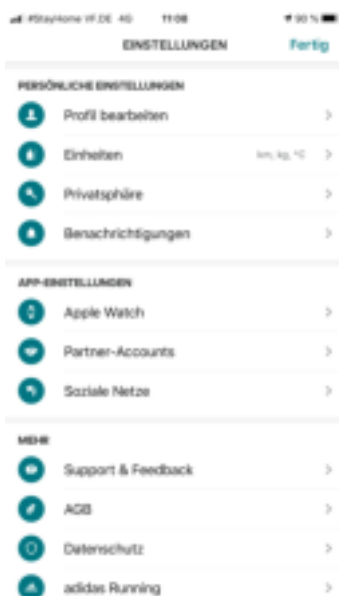 #StayHome VF.DE 4G 11:08 90 %
EINSTELLUNGEN Fertig
PERSÖNLICHE EINSTELLUNGEN
Profil bearbeiten
Einheiten km, kg, °C
Privatsphäre
Benachrichtigungen
APP-EINSTELLUNGEN
Apple Watch
Partner-Accounts
Soziale Netze
MEHR
Support & Feedback
AGB
Datenschutz
adidas Running